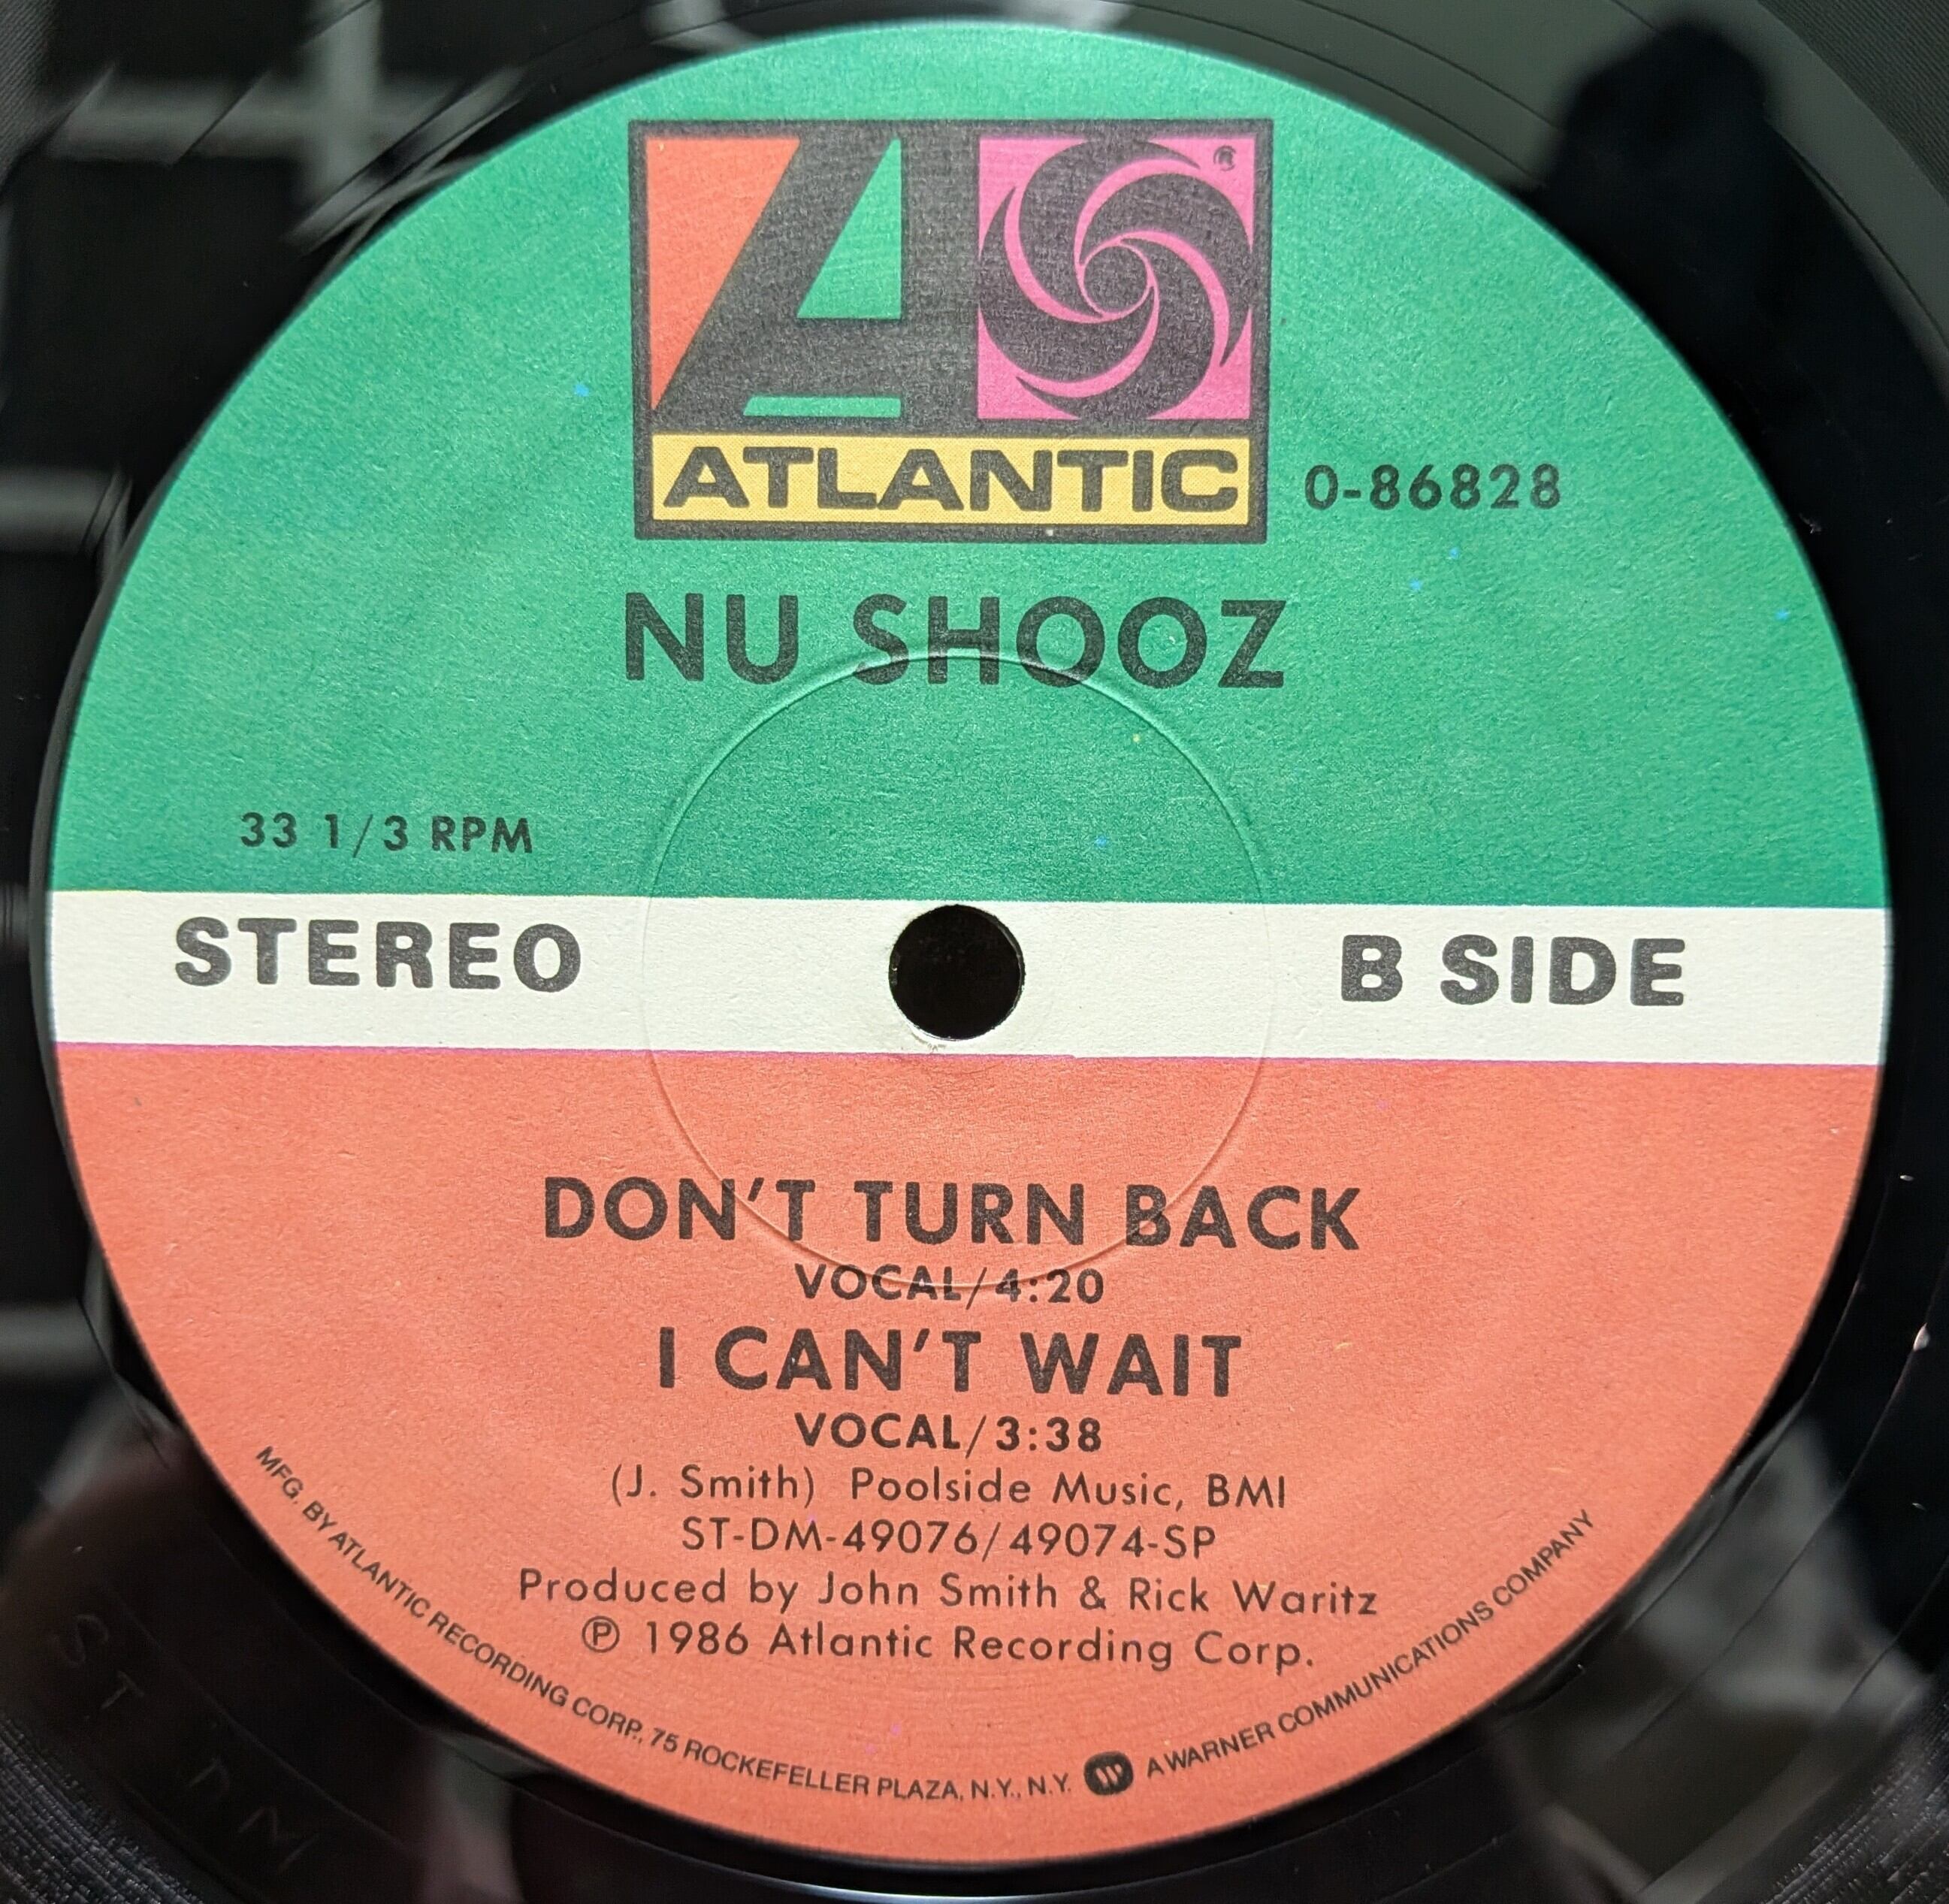 A
®
ATLANTIC
0-86828
NU SHOOZ
33 1/3 RPM
STEREO
B SIDE
DON'T TURN BACK
VOCAL/4:20
I CAN'T WAIT
VOCAL/3:38
(J. Smith) Poolside Music, BMI
ST-DM-49076/49074-SP
Produced by John Smith & Rick Waritz
℗ 1986 Atlantic Recording Corp.
MFG. BY ATLANTIC RECORDING CORP., 75 ROCKEFELLER PLAZA, N.Y., N.Y. W A WARNER COMMUNICATIONS COMPANY
ST DM